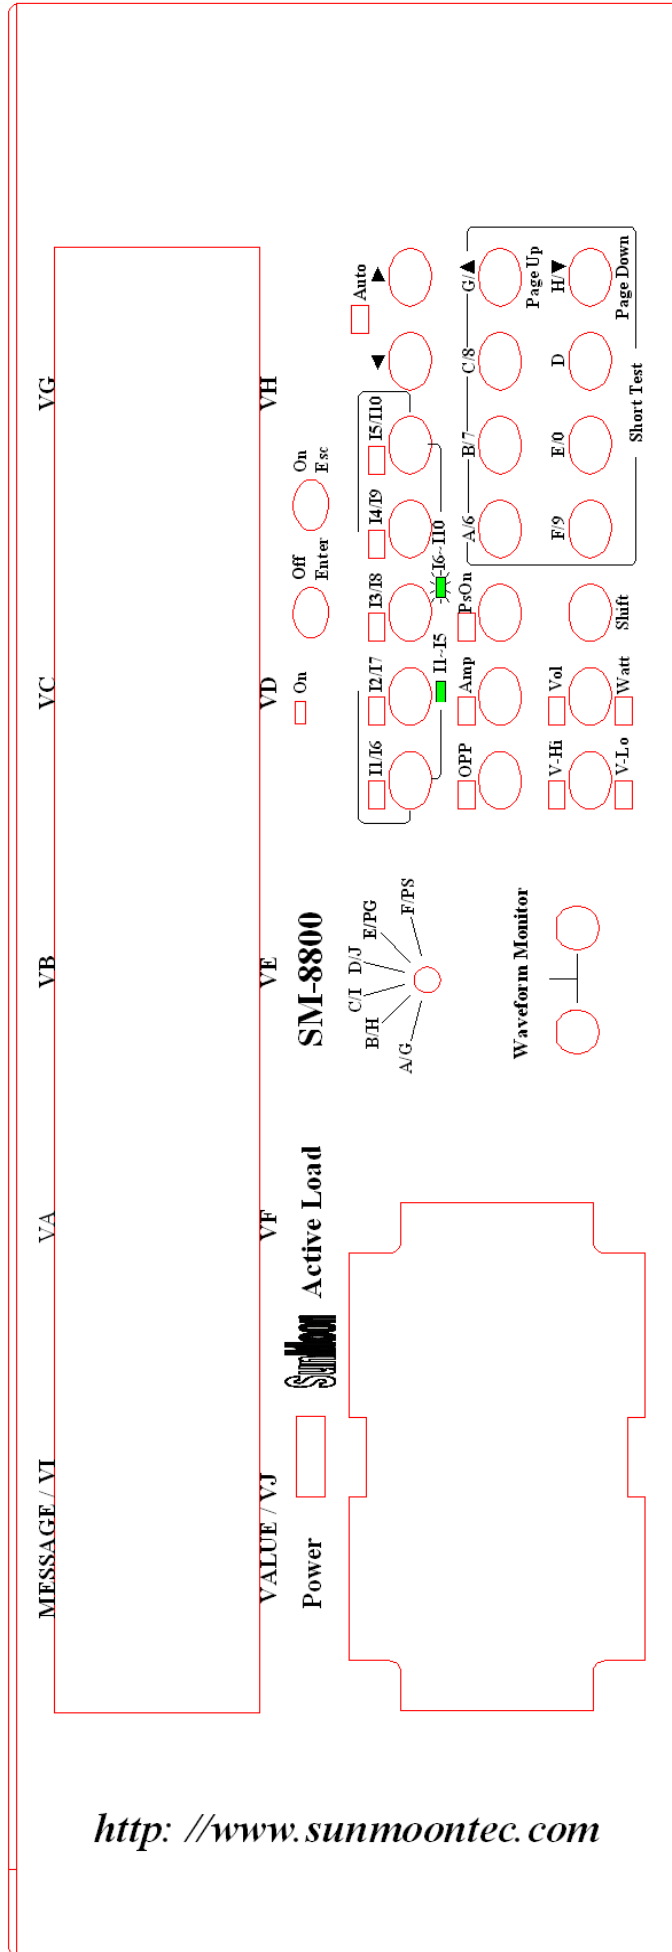 MESSAGE / VI
VA
VB
VC
VG
VALUE / VJ
VF
VE
VD
VH
Power
SunMoon
Active Load
SM-8800
On
Off
Enter
On
Esc
A/G
B/H
C/I
D/J
E/PG
F/PS
I1/I6
I2/I7
I3/I8
I4/I9
I5/I10
Auto
◀
▶
I1~I5
I6~I10
OPP
Amp
PsOn
A/6
B/7
C/8
G/▲
Page Up
Waveform Monitor
V-Hi
Vol
V-Lo
Watt
Shift
F/9
E/0
D
H/▼
Page Down
Short Test
http: //www.sunmoontec.com